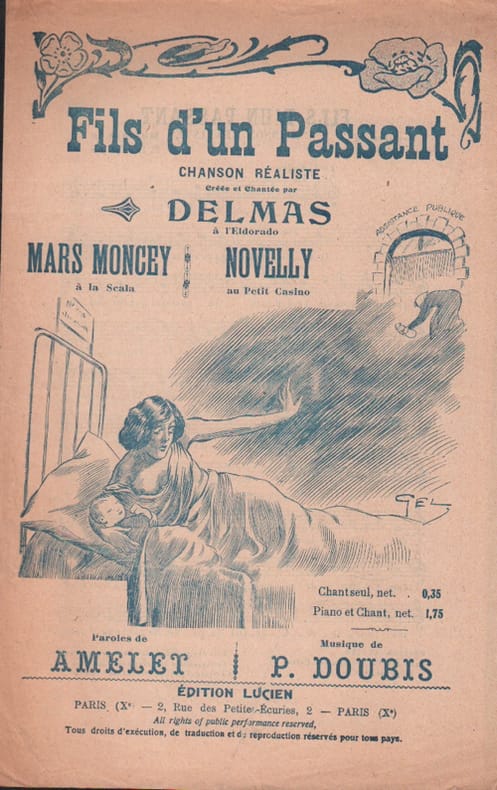 Fils d'un Passant
CHANSON RÉALISTE
Créée et Chantée par
DELMAS
à l'Eldorado
MARS MONCEY
à la Scala
NOVELLY
au Petit Casino
ASSISTANCE PUBLIQUE
GEL
Chant seul, net. . 0,35
Piano et Chant, net. 1,75
Paroles de
AMELET
Musique de
P. DOUBIS
ÉDITION LUCIEN
PARIS (Xe — 2, Rue des Petites-Écuries, 2 — PARIS (Xe)
All rights of public performance reserved,
Tous droits d'exécution, de traduction et de reproduction réservés pour tous pays.